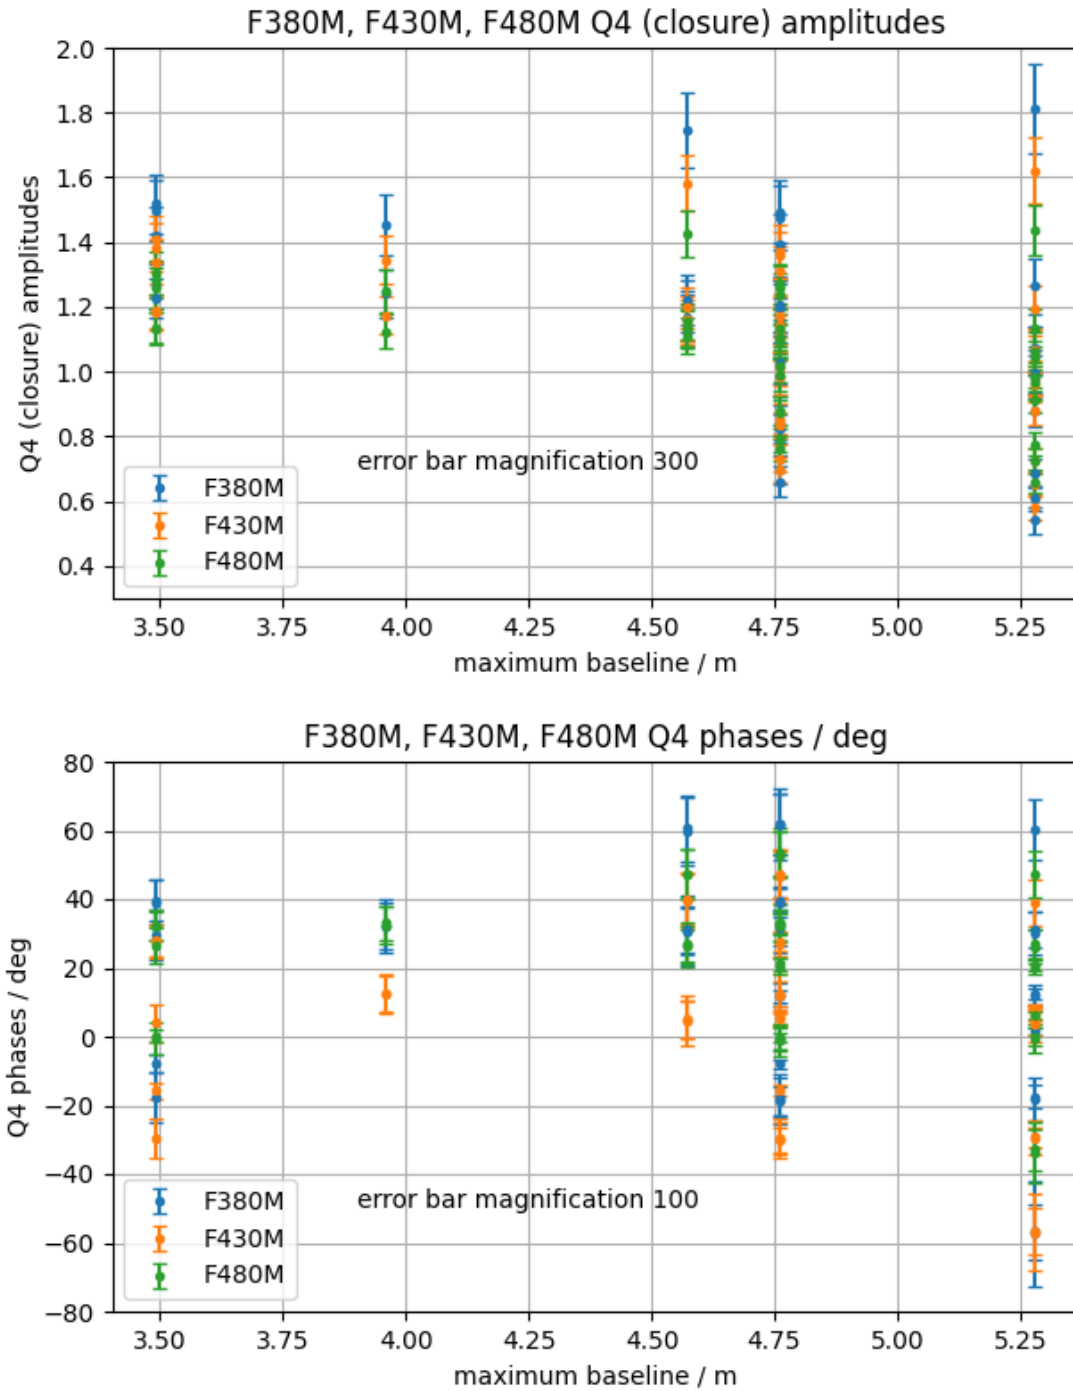 F380M, F430M, F480M Q4 (closure) amplitudes
Q4 (closure) amplitudes
2.0
1.8
1.6
1.4
1.2
1.0
0.8
0.6
0.4
error bar magnification 300
F380M
F430M
F480M
3.50 3.75 4.00 4.25 4.50 4.75 5.00 5.25
maximum baseline / m
F380M, F430M, F480M Q4 phases / deg
Q4 phases / deg
80
60
40
20
0
−20
−40
−60
−80
error bar magnification 100
F380M
F430M
F480M
3.50 3.75 4.00 4.25 4.50 4.75 5.00 5.25
maximum baseline / m